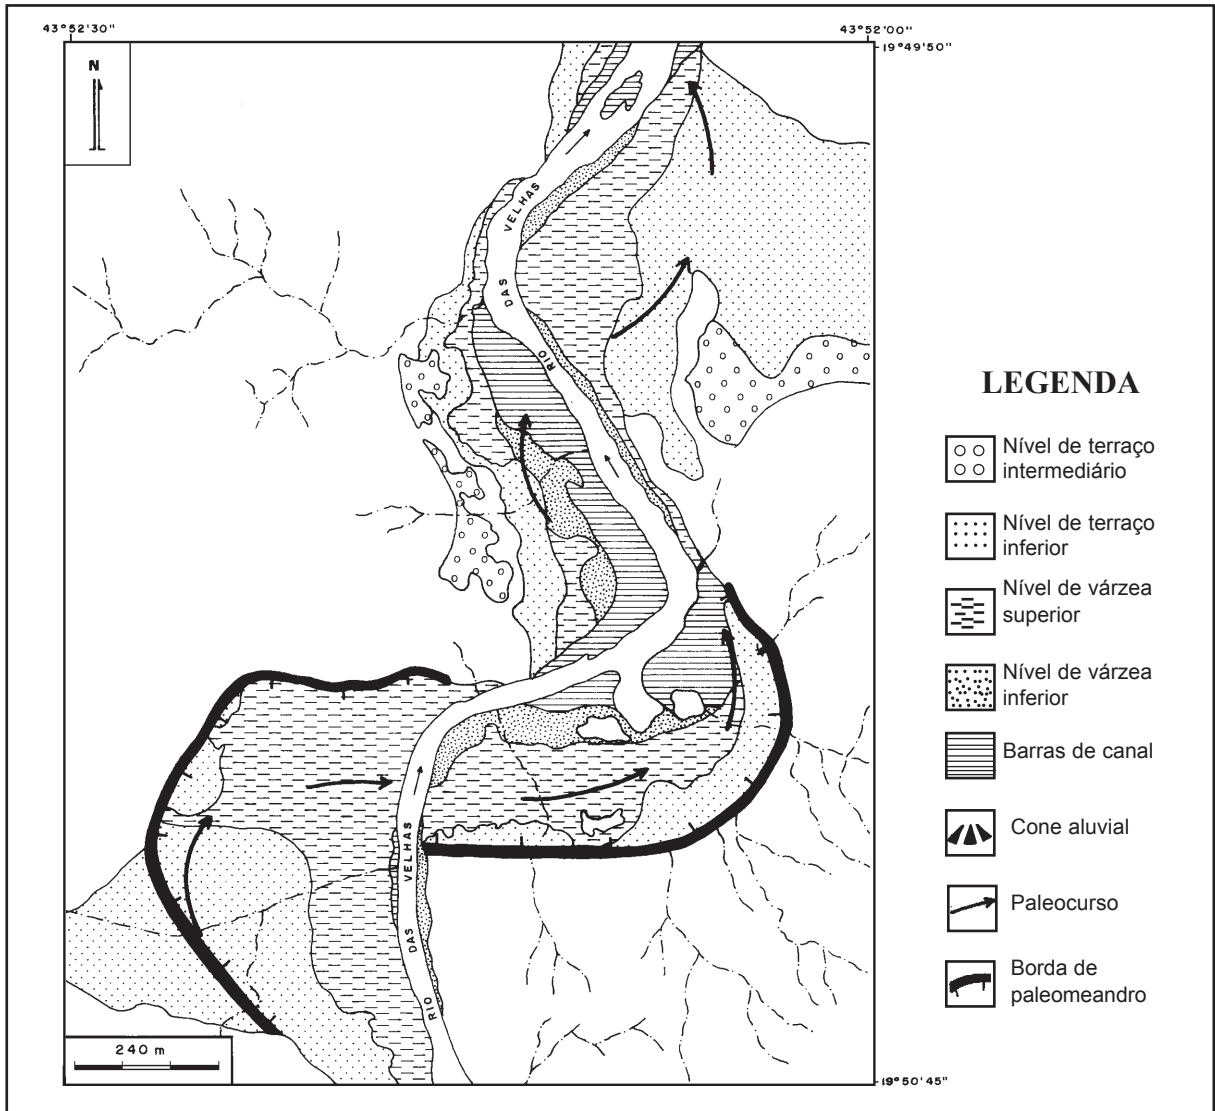 43°52'30"
43°52'00"
19°49'50"
N
RIO DAS VELHAS
RIO DAS VELHAS
240 m
19°50'45"
LEGENDA
Nível de terraço
intermediário
Nível de terraço
inferior
Nível de várzea
superior
Nível de várzea
inferior
Barras de canal
Cone aluvial
Paleocurso
Borda de
paleomeandro